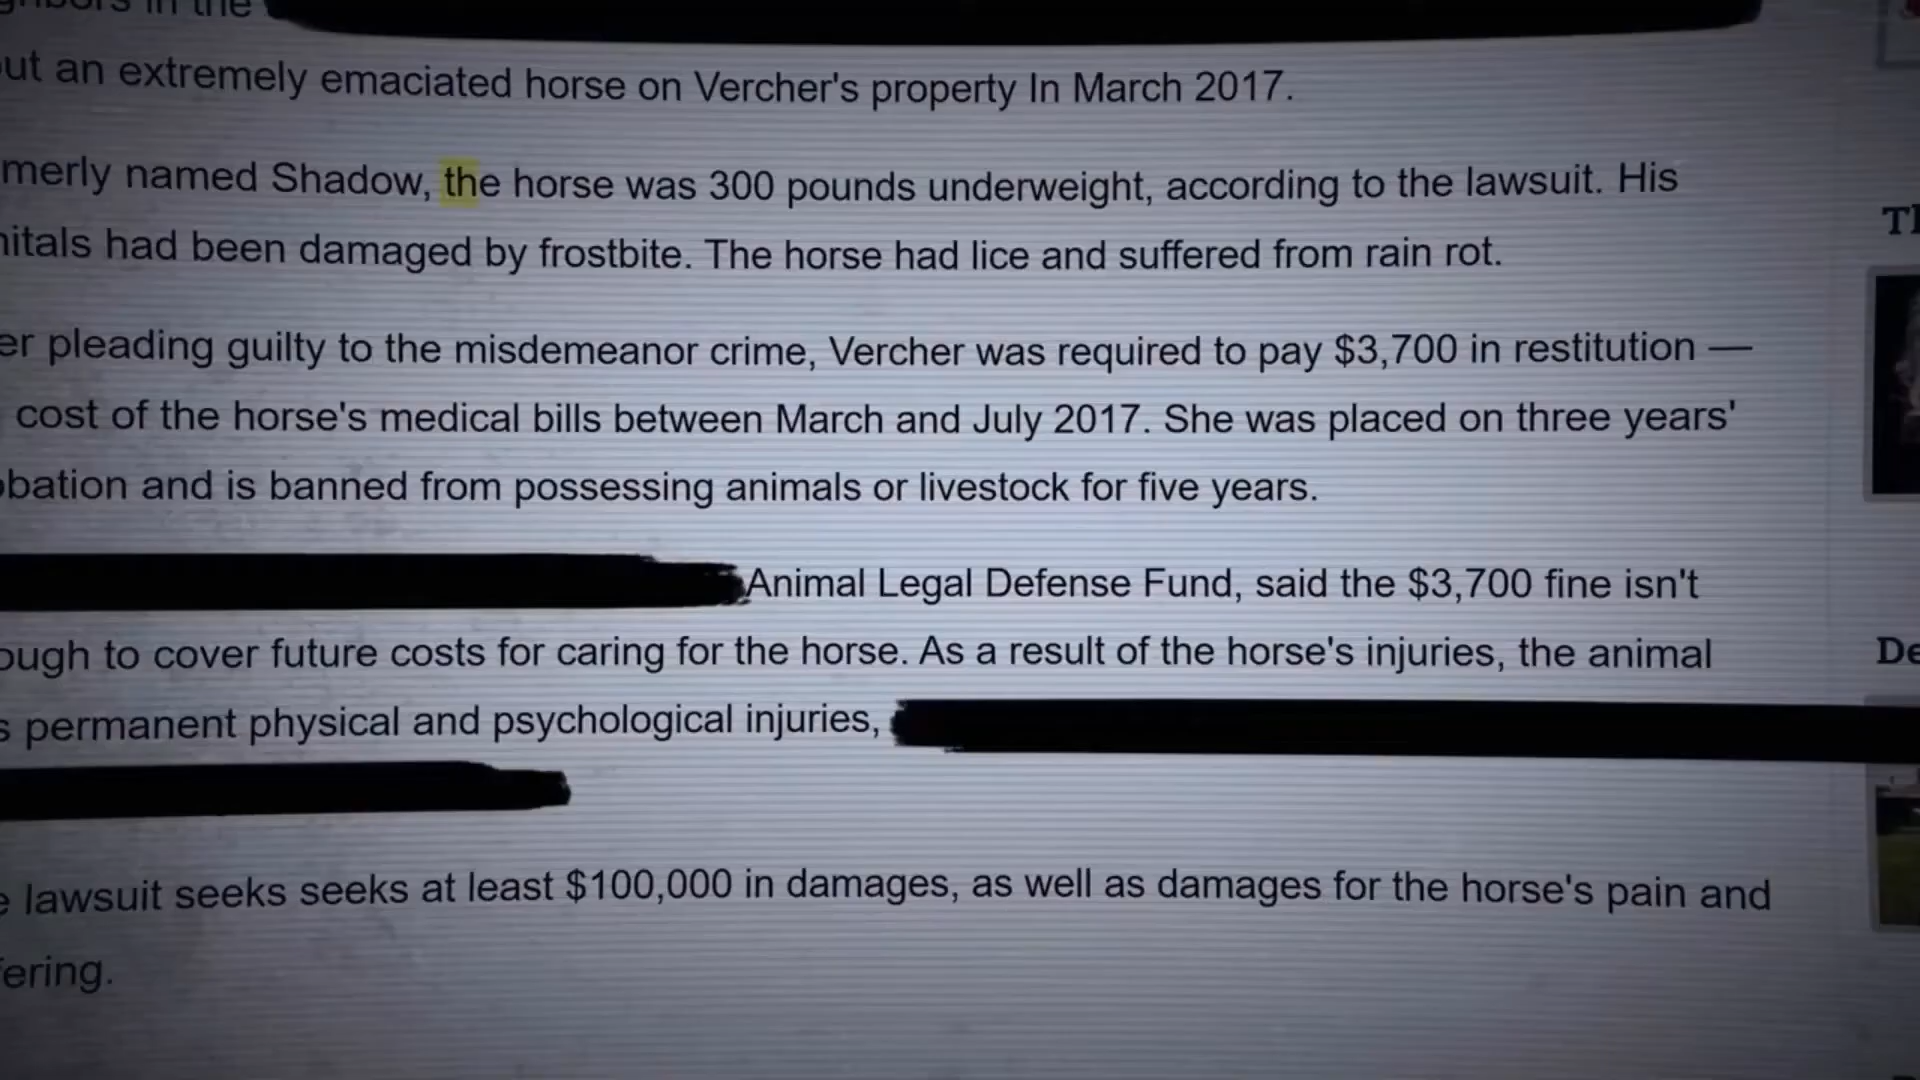 in the
ut an extremely emaciated horse on Vercher's property In March 2017.
merly named Shadow, the horse was 300 pounds underweight, according to the lawsuit. His
nitals had been damaged by frostbite. The horse had lice and suffered from rain rot.
er pleading guilty to the misdemeanor crime, Vercher was required to pay $3,700 in restitution —
cost of the horse's medical bills between March and July 2017. She was placed on three years'
bation and is banned from possessing animals or livestock for five years.
Animal Legal Defense Fund, said the $3,700 fine isn't
ough to cover future costs for caring for the horse. As a result of the horse's injuries, the animal
s permanent physical and psychological injuries,
e lawsuit seeks seeks at least $100,000 in damages, as well as damages for the horse's pain and
fering.
Th
De